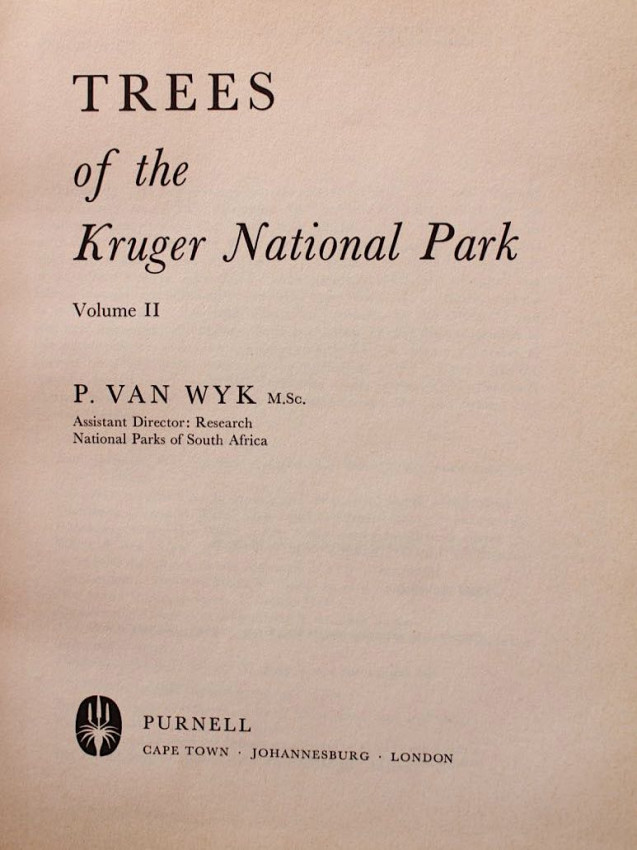 TREES
of the
Kruger National Park
Volume II
P. VAN WYK M.Sc.
Assistant Director: Research
National Parks of South Africa
PURNELL
CAPE TOWN · JOHANNESBURG · LONDON